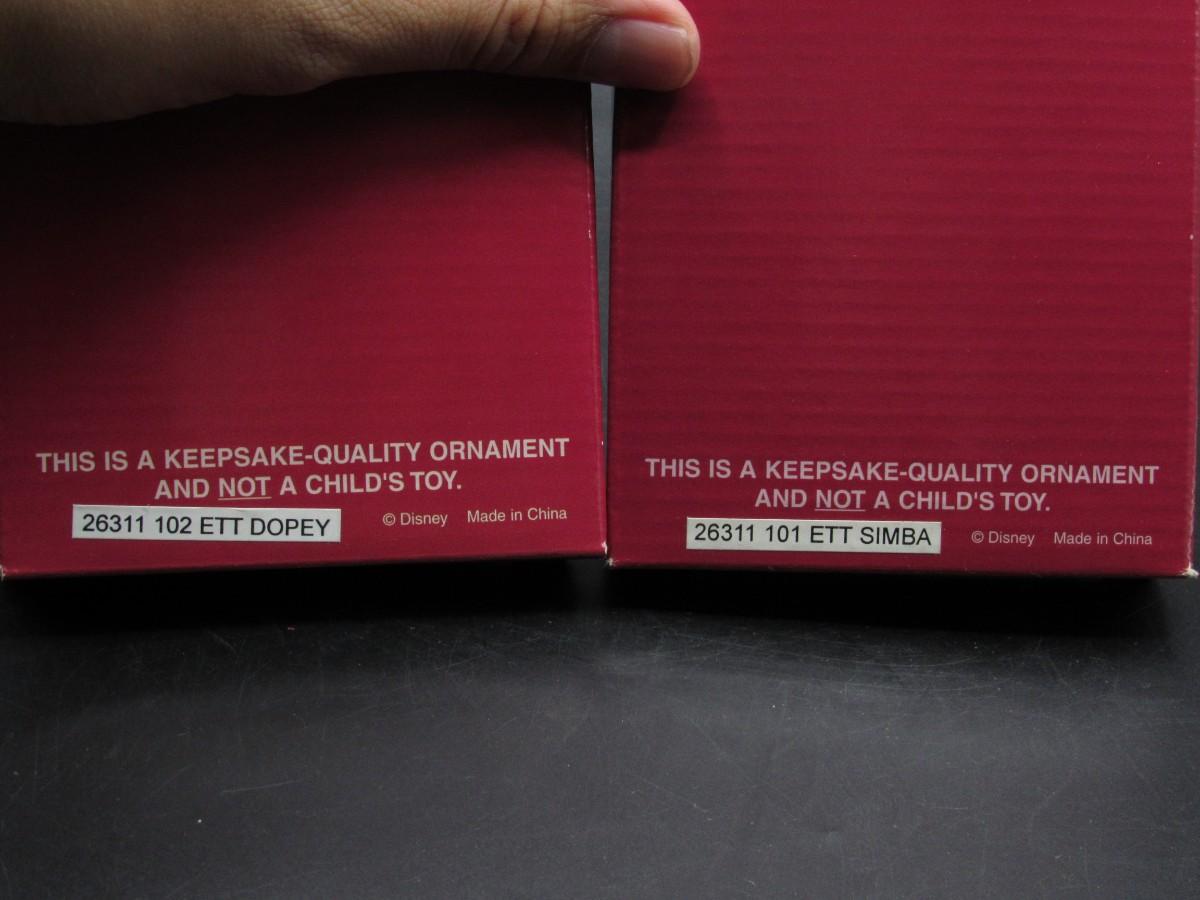 THIS IS A KEEPSAKE-QUALITY ORNAMENT
AND NOT A CHILD'S TOY.
26311 102 ETT DOPEY
© Disney Made in China
THIS IS A KEEPSAKE-QUALITY ORNAMENT
AND NOT A CHILD'S TOY.
26311 101 ETT SIMBA
© Disney Made in China